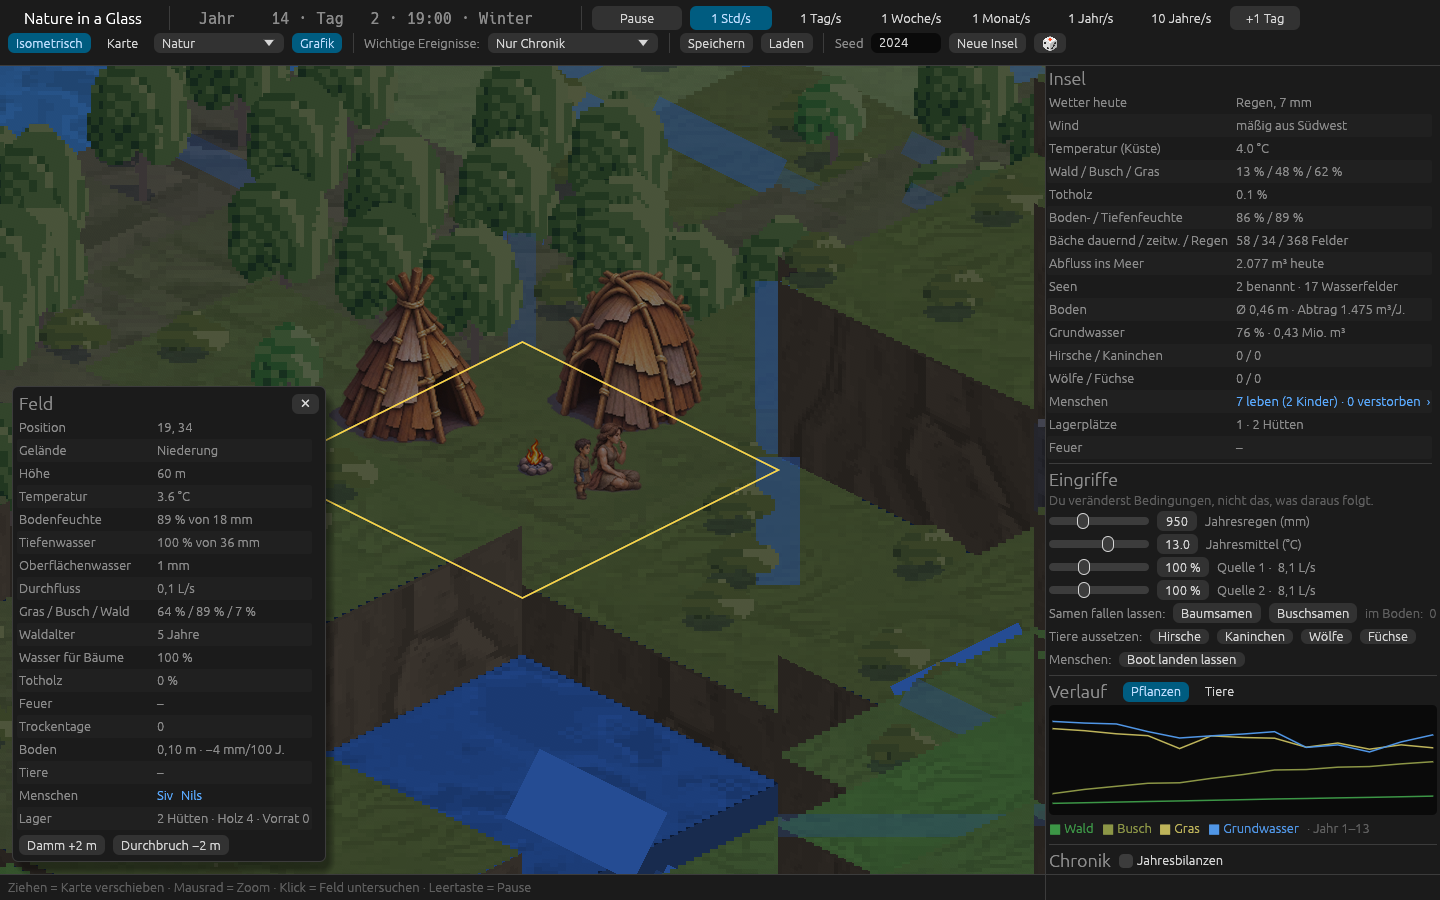 Nature in a Glass
Jahr 14 · Tag 2 · 19:00 · Winter
Pause
1 Std/s
1 Tag/s
1 Woche/s
1 Monat/s
1 Jahr/s
10 Jahre/s
+1 Tag
Isometrisch
Karte
Natur
Grafik
Wichtige Ereignisse:
Nur Chronik
Speichern
Laden
Seed
2024
Neue Insel
Feld
Position 19, 34
Gelände Niederung
Höhe 60 m
Temperatur 3.6 °C
Bodenfeuchte 89 % von 18 mm
Tiefenwasser 100 % von 36 mm
Oberflächenwasser 1 mm
Durchfluss 0,1 L/s
Gras / Busch / Wald 64 % / 89 % / 7 %
Waldalter 5 Jahre
Wasser für Bäume 100 %
Totholz 0 %
Feuer –
Trockentage 0
Boden 0,10 m · −4 mm/100 J.
Tiere –
Menschen Siv Nils
Lager 2 Hütten · Holz 4 · Vorrat 0
Damm +2 m
Durchbruch −2 m
Insel
Wetter heute Regen, 7 mm
Wind mäßig aus Südwest
Temperatur (Küste) 4.0 °C
Wald / Busch / Gras 13 % / 48 % / 62 %
Totholz 0.1 %
Boden- / Tiefenfeuchte 86 % / 89 %
Bäche dauernd / zeitw. / Regen 58 / 34 / 368 Felder
Abfluss ins Meer 2.077 m³ heute
Seen 2 benannt · 17 Wasserfelder
Boden Ø 0,46 m · Abtrag 1.475 m³/J.
Grundwasser 76 % · 0,43 Mio. m³
Hirsche / Kaninchen 0 / 0
Wölfe / Füchse 0 / 0
Menschen 7 leben (2 Kinder) · 0 verstorben ›
Lagerplätze 1 · 2 Hütten
Feuer –
Eingriffe
Du veränderst Bedingungen, nicht das, was daraus folgt.
950 Jahresregen (mm)
13.0 Jahresmittel (°C)
100 % Quelle 1 · 8,1 L/s
100 % Quelle 2 · 8,1 L/s
Samen fallen lassen: Baumsamen Buschsamen im Boden: 0
Tiere aussetzen: Hirsche Kaninchen Wölfe Füchse
Menschen: Boot landen lassen
Verlauf Pflanzen Tiere
Wald Busch Gras Grundwasser · Jahr 1–13
Chronik Jahresbilanzen
Ziehen = Karte verschieben · Mausrad = Zoom · Klick = Feld untersuchen · Leertaste = Pause